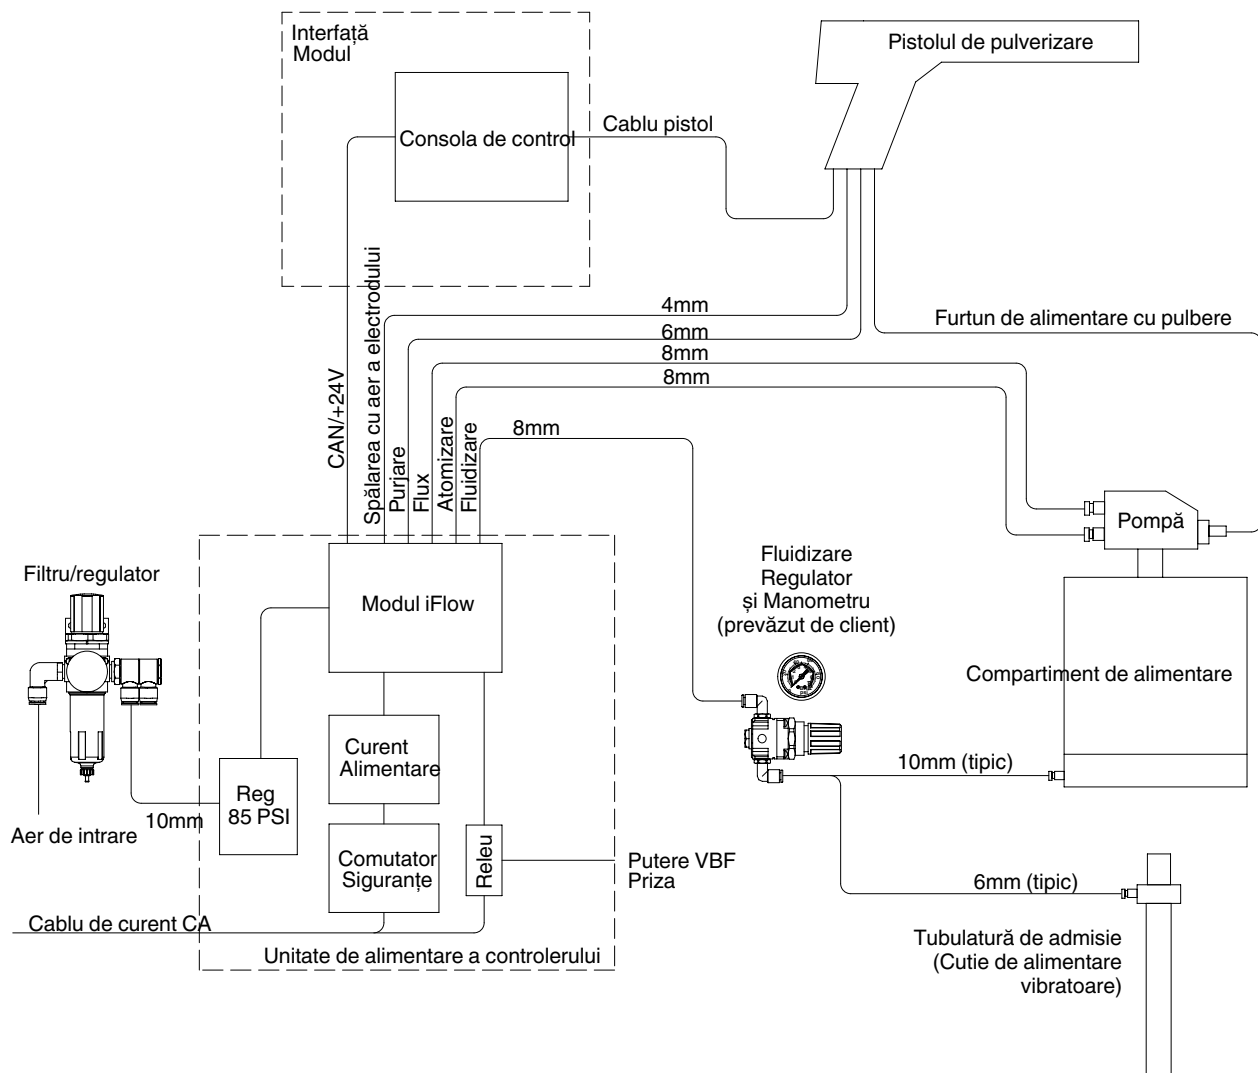 Interfață
Modul
Pistolul de pulverizare
Consola de control
Cablu pistol
CAN/+24V
Spălarea cu aer a electrodului
Purjare
Flux
Atomizare
Fluidizare
4mm
6mm
8mm
8mm
8mm
Furtun de alimentare cu pulbere
Pompă
Filtru/regulator
Modul iFlow
Fluidizare
Regulator
și Manometru
(prevăzut de client)
Compartiment de alimentare
Curent
Alimentare
Reg
85 PSI
10mm
Aer de intrare
10mm (tipic)
Comutator
Siguranțe
Releu
Putere VBF
Priza
6mm (tipic)
Cablu de curent CA
Unitate de alimentare a controlerului
Tubulatură de admisie
(Cutie de alimentare
vibratoare)